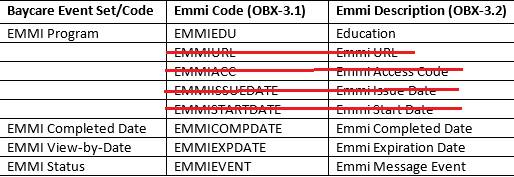 Baycare Event Set/Code Emmi Code (OBX-3.1) Emmi Description (OBX-3.2)
EMMI Program EMMIEDU Education
EMMIURL Emmi URL
EMMIACC Emmi Access Code
EMMIISSUEDATE Emmi Issue Date
EMMISTARTDATE Emmi Start Date
EMMI Completed Date EMMICOMPDATE Emmi Completed Date
EMMI View-by-Date EMMIEXPDATE Emmi Expiration Date
EMMI Status EMMIEVENT Emmi Message Event